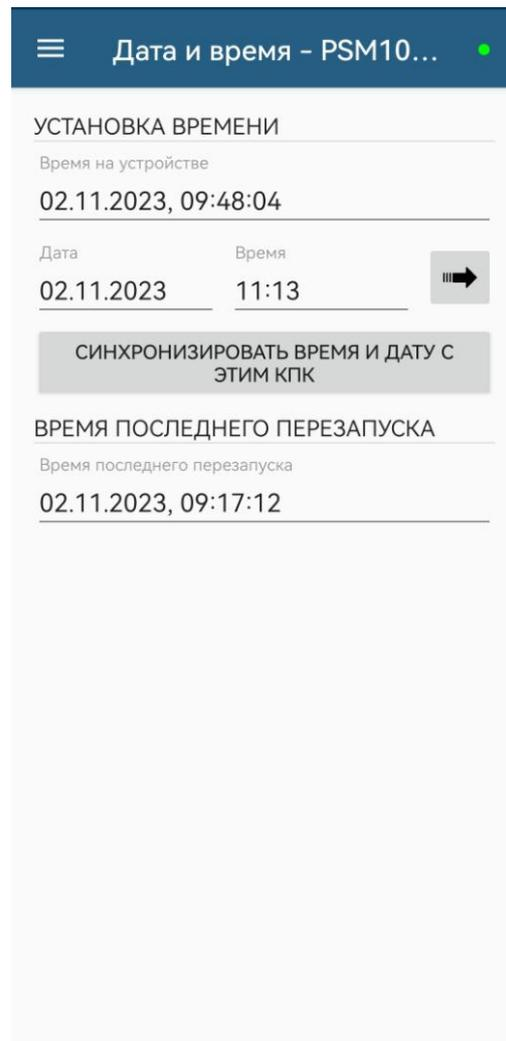 Дата и время - PSM10...
УСТАНОВКА ВРЕМЕНИ
Время на устройстве
02.11.2023, 09:48:04
Дата Время
02.11.2023 11:13
СИНХРОНИЗИРОВАТЬ ВРЕМЯ И ДАТУ С
ЭТИМ КПК
ВРЕМЯ ПОСЛЕДНЕГО ПЕРЕЗАПУСКА
Время последнего перезапуска
02.11.2023, 09:17:12